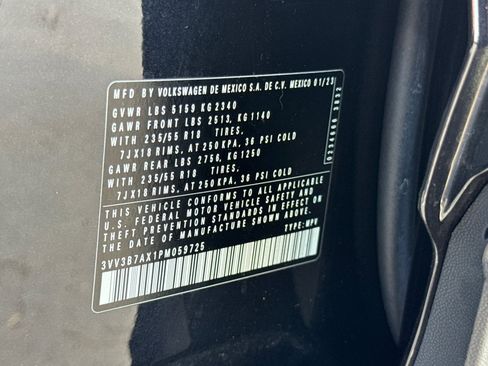 MFD BY VOLKSWAGEN DE MEXICO S.A. DE C.V. MEXICO 01/23
GVWR LBS 5159 KG 2340
GAWR FRONT LBS 2513, KG 1140
WITH 235/55 R18 TIRES,
7JX18 RIMS, AT 250 KPA, 36 PSI COLD
GAWR REAR LBS 2756, KG 1250
WITH 235/55 R18 TIRES,
7JX18 RIMS, AT 250 KPA, 36 PSI COLD
THIS VEHICLE CONFORMS TO ALL APPLICABLE
U.S. FEDERAL MOTOR VEHICLE SAFETY AND
THEFT PREVENTION STANDARDS IN EFFECT ON
THE DATE OF MANUFACTURE SHOWN ABOVE.
3VV3B7AX1PM059725 TYPE: MPV